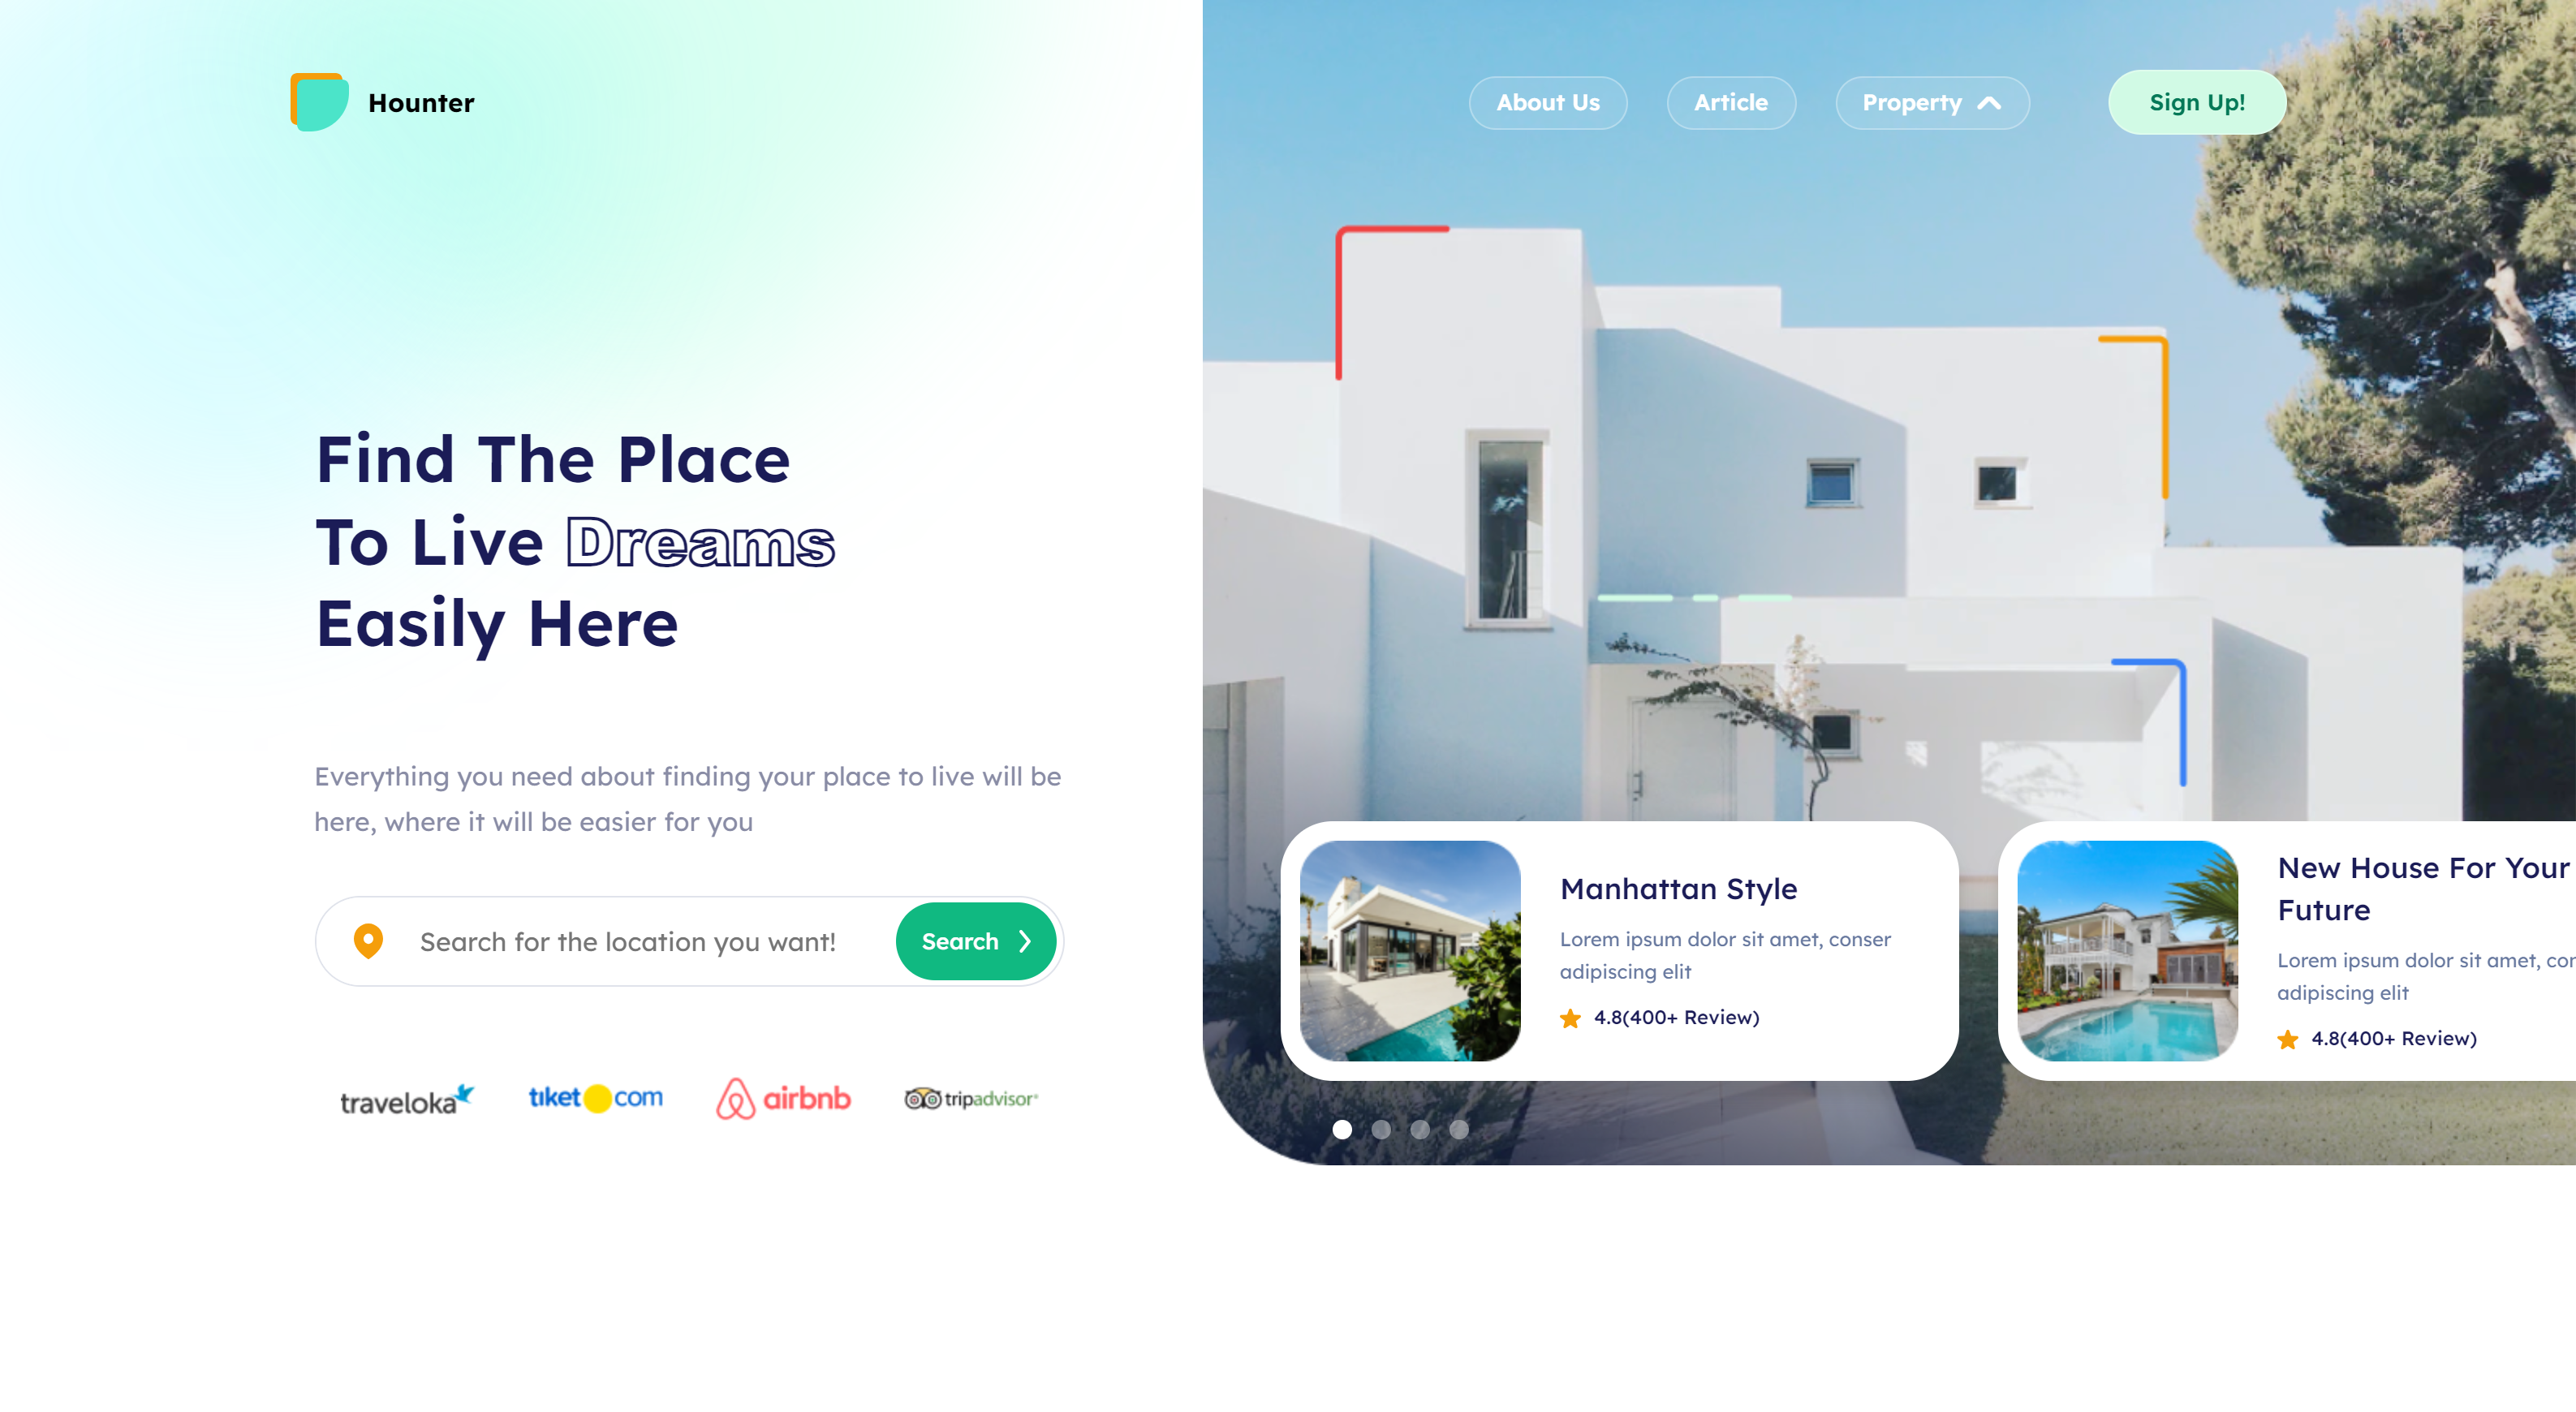 Hounter
About Us
Article
Property
Sign Up!
Find The Place
To Live Dreams
Easily Here
Everything you need about finding your place to live will be
here, where it will be easier for you
Search for the location you want!
Search
traveloka
tiket com
airbnb
tripadvisor
Manhattan Style
Lorem ipsum dolor sit amet, conser
adipiscing elit
4.8(400+ Review)
New House For Your
Future
Lorem ipsum dolor sit amet, con
adipiscing elit
4.8(400+ Review)